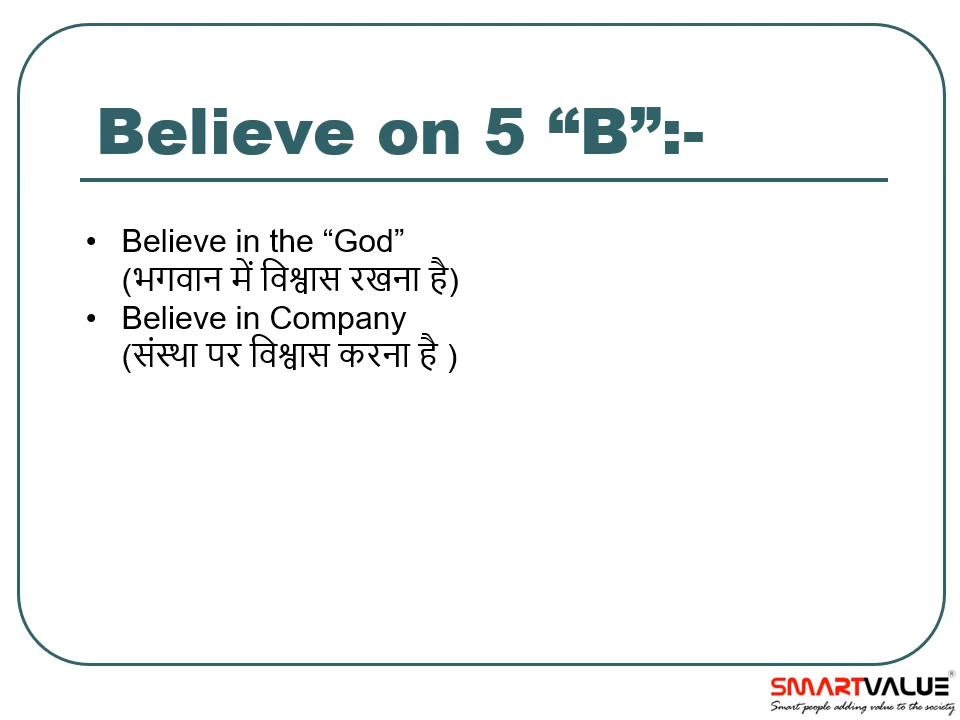 Believe on 5 “B”:-
• Believe in the “God”
(भगवान में विश्वास रखना है)
• Believe in Company
(संस्था पर विश्वास करना है )
SMARTVALUE®
Smart people adding value to the society